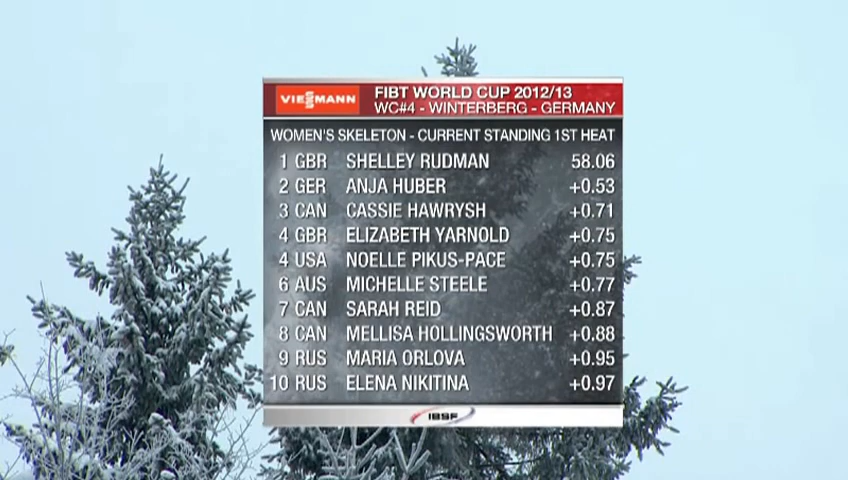 VIESMANN
FIBT WORLD CUP 2012/13
WC#4 - WINTERBERG - GERMANY
WOMEN'S SKELETON - CURRENT STANDING 1ST HEAT
1 GBR SHELLEY RUDMAN 58.06
2 GER ANJA HUBER +0.53
3 CAN CASSIE HAWRYSH +0.71
4 GBR ELIZABETH YARNOLD +0.75
4 USA NOELLE PIKUS-PACE +0.75
6 AUS MICHELLE STEELE +0.77
7 CAN SARAH REID +0.87
8 CAN MELLISA HOLLINGSWORTH +0.88
9 RUS MARIA ORLOVA +0.95
10 RUS ELENA NIKITINA +0.97
IBSF